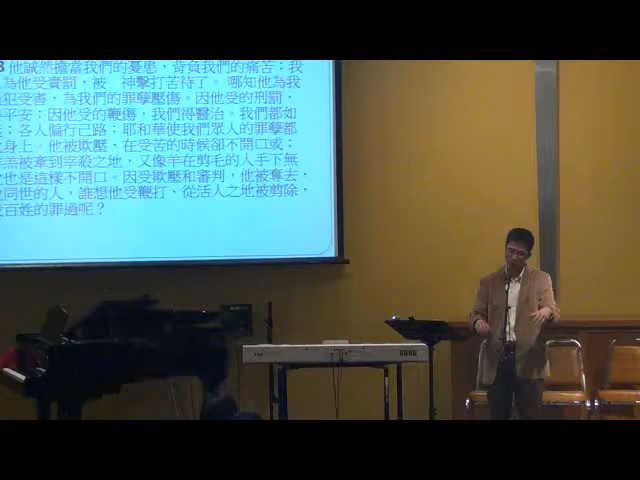 3 他誠然擔當我們的憂患，背負我們的痛苦；我
為他受責罰，被　神擊打苦待了。 哪知他為我
犯受害，為我們的罪孽壓傷。因他受的刑罰，
平安；因他受的鞭傷，我們得醫治。我們都如
；各人偏行己路；耶和華使我們眾人的罪孽都
身上。他被欺壓，在受苦的時候卻不開口或：
羊被牽到宰殺之地，又像羊在剪毛的人手下無
也是這樣不開口。因受欺壓和審判，他被奪去，
同世的人，誰想他受鞭打、從活人之地被剪除，
百姓的罪過呢？
KORG